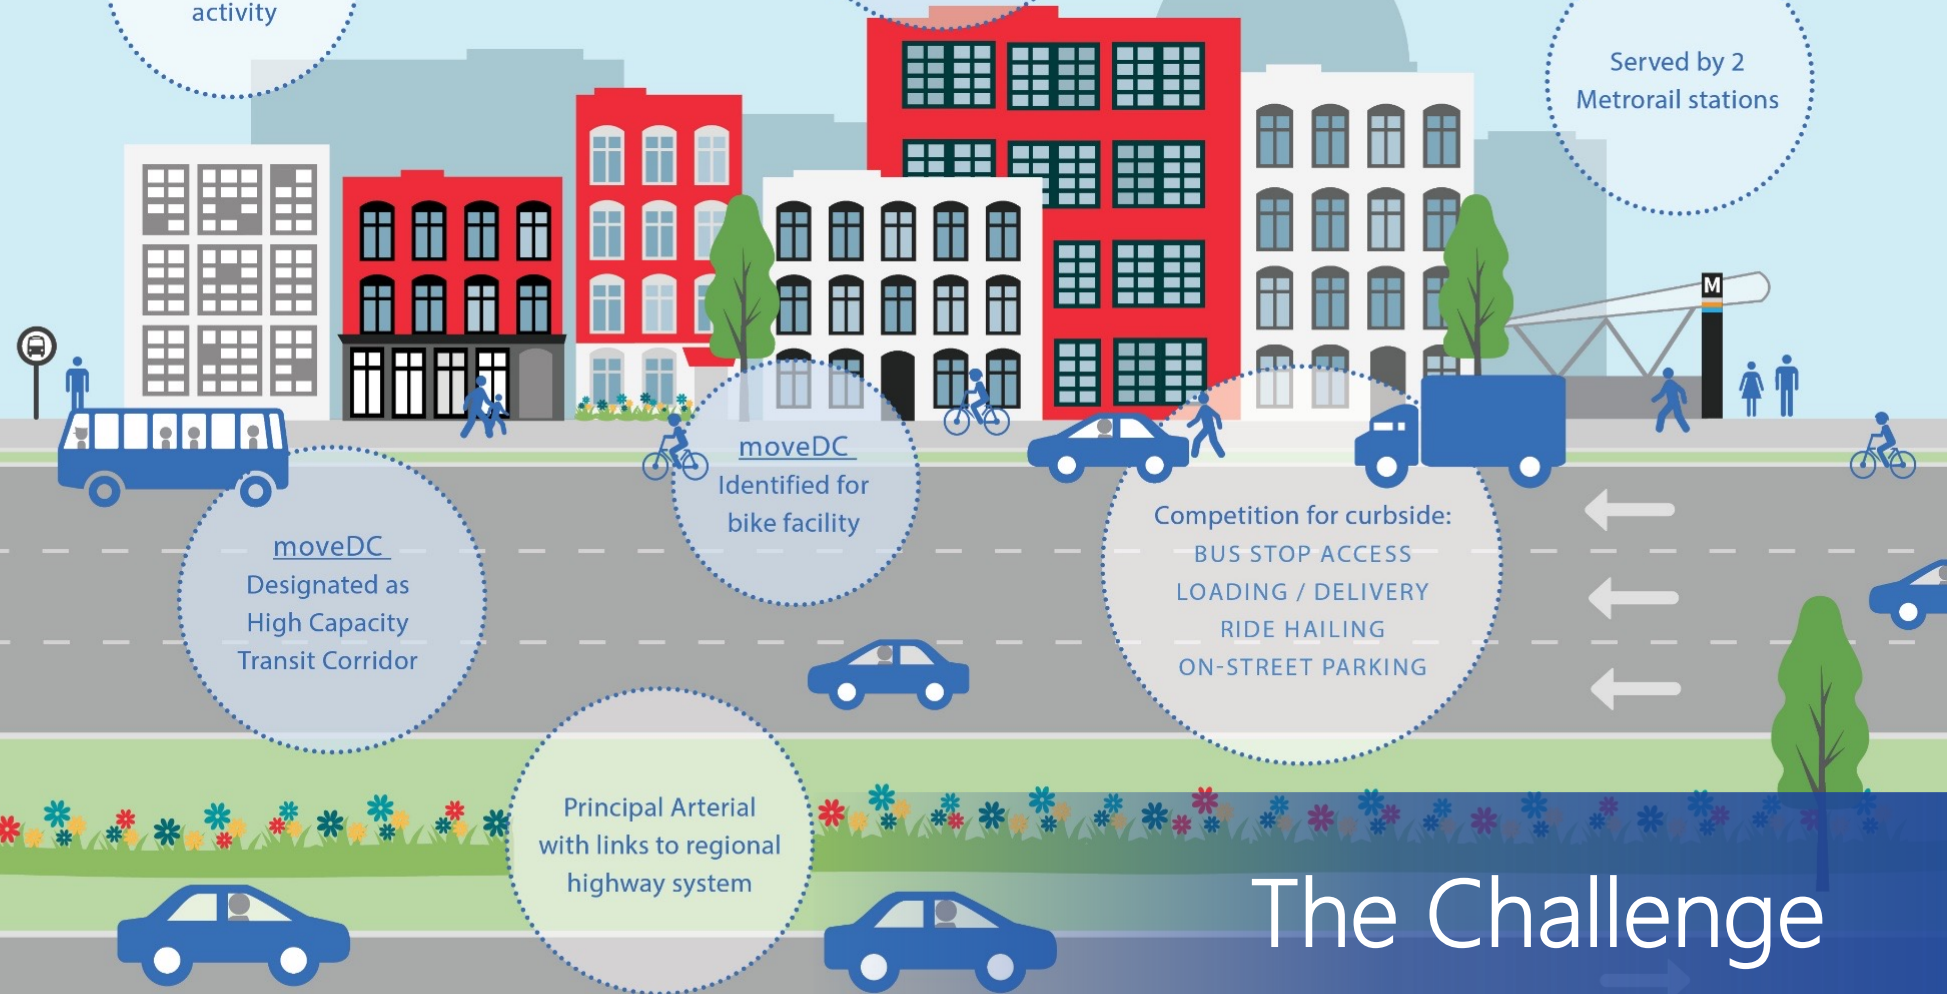 activity
Served by 2
Metrorail stations
M
moveDC
Identified for
bike facility
moveDC
Designated as
High Capacity
Transit Corridor
Competition for curbside:
BUS STOP ACCESS
LOADING / DELIVERY
RIDE HAILING
ON-STREET PARKING
Principal Arterial
with links to regional
highway system
The Challenge